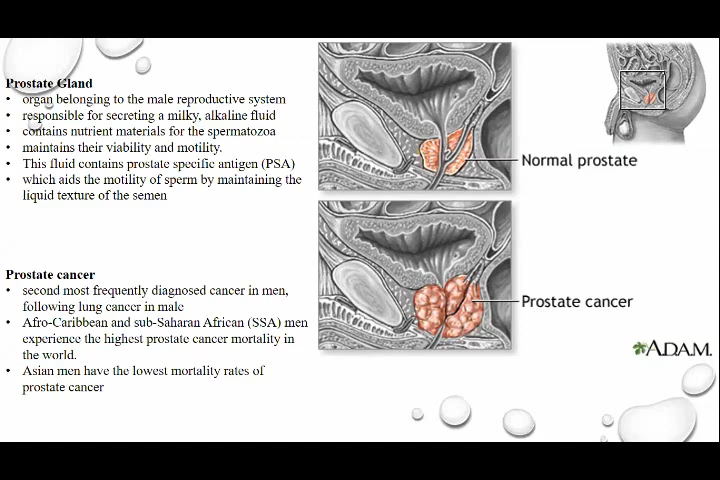 Prostate Gland
• organ belonging to the male reproductive system
• responsible for secreting a milky, alkaline fluid
• contains nutrient materials for the spermatozoa
• maintains their viability and motility.
• This fluid contains prostate specific antigen (PSA)
• which aids the motility of sperm by maintaining the
liquid texture of the semen
Normal prostate
Prostate cancer
• second most frequently diagnosed cancer in men,
following lung cancer in male
• Afro-Caribbean and sub-Saharan African (SSA) men
experience the highest prostate cancer mortality in
the world.
• Asian men have the lowest mortality rates of
prostate cancer
Prostate cancer
A.D.A.M.